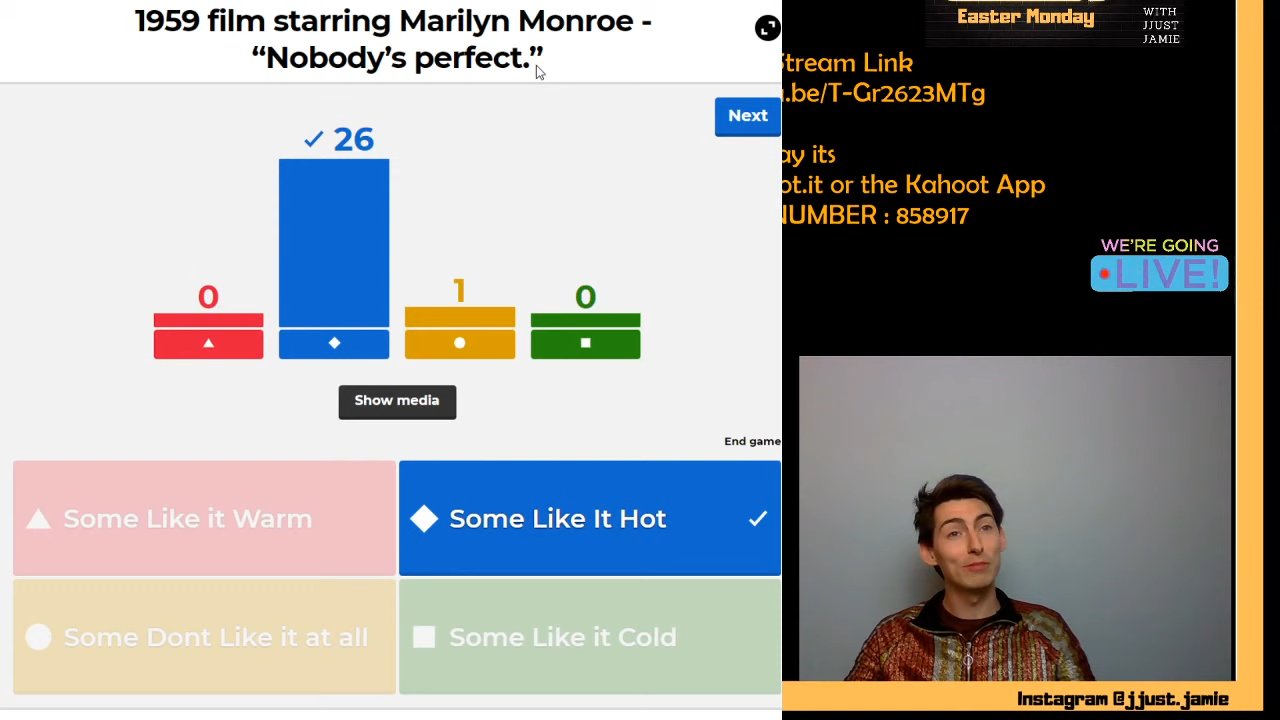 1959 film starring Marilyn Monroe -
“Nobody’s perfect.”
Next
26
0
1
0
Show media
End game
Some Like it Warm
Some Like It Hot
Some Dont Like it at all
Some Like it Cold
Easter Monday
WITH
JJUST
JAMIE
Stream Link
.be/T-Gr2623MTg
ay its
ot.it or the Kahoot App
NUMBER : 858917
WE'RE GOING
LIVE!
Instagram @jjust.jamie